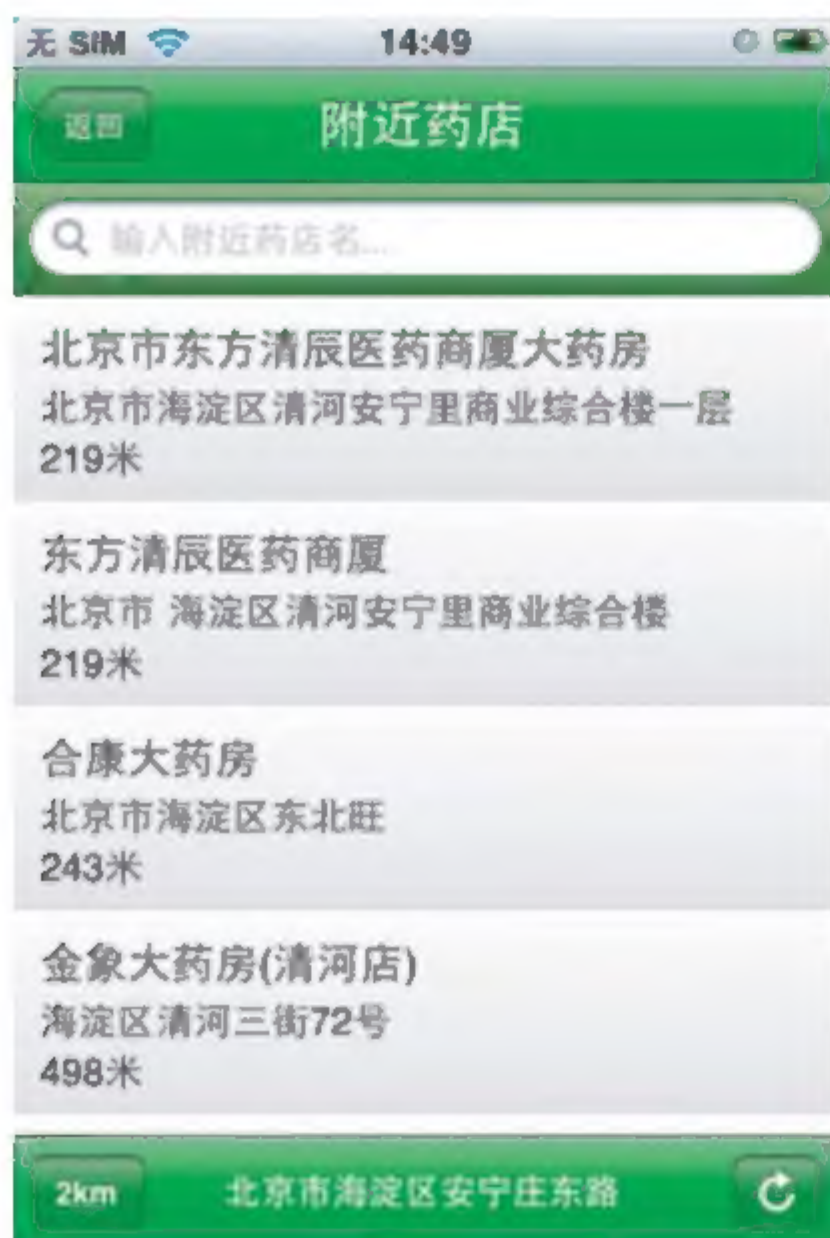 无 SIM 14:49
返回 附近药店
输入附近药店名...
北京市东方清辰医药商厦大药房
北京市海淀区清河安宁里商业综合楼一层
219米
东方清辰医药商厦
北京市 海淀区清河安宁里商业综合楼
219米
合康大药房
北京市海淀区东北旺
243米
金象大药房(清河店)
海淀区清河三街72号
498米
2km 北京市海淀区安宁庄东路